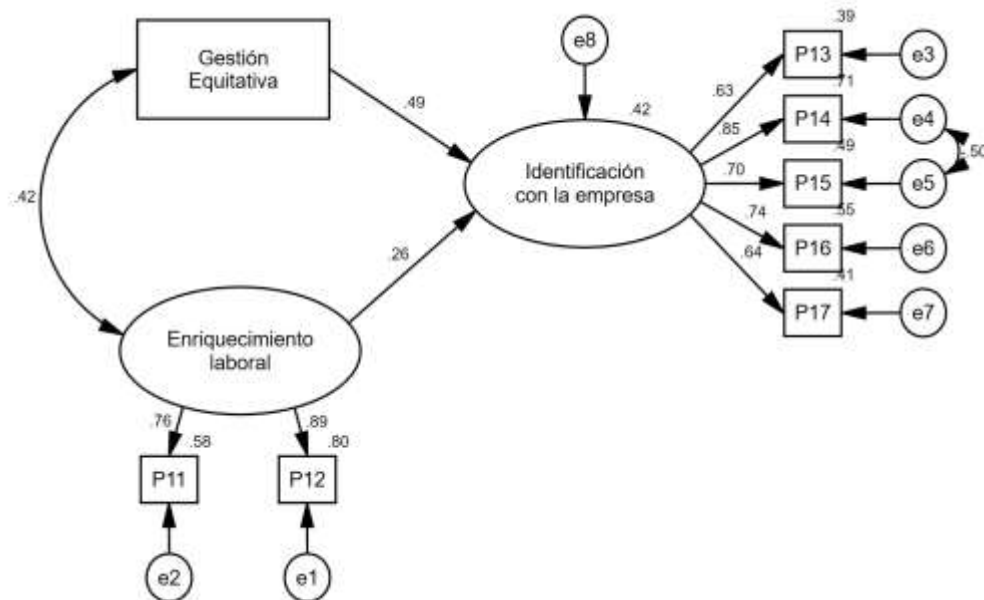 .39
e8
P13
e3
Gestión
Equitativa
.71
.63
.49
.42
P14
e4
.85
.49
-.50
Identificación
con la empresa
.70
P15
e5
.42
.55
.74
P16
e6
.26
.64
.41
P17
e7
Enriquecimiento
laboral
.76
.89
.58
.80
P11
P12
e2
e1